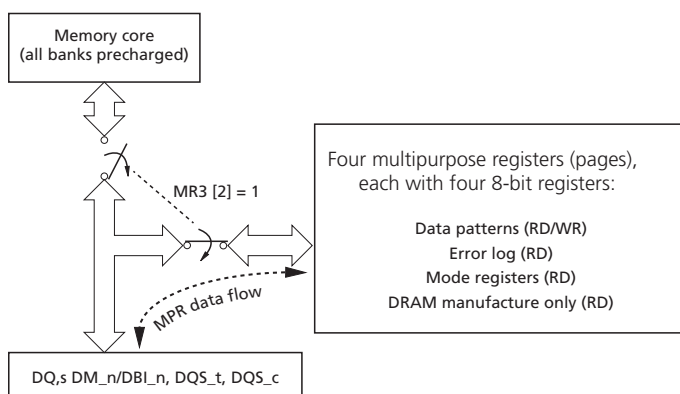 Memory core
(all banks precharged)
MR3 [2] = 1
Four multipurpose registers (pages),
each with four 8-bit registers:
Data patterns (RD/WR)
Error log (RD)
Mode registers (RD)
DRAM manufacture only (RD)
MPR data flow
DQ,s DM_n/DBI_n, DQS_t, DQS_c